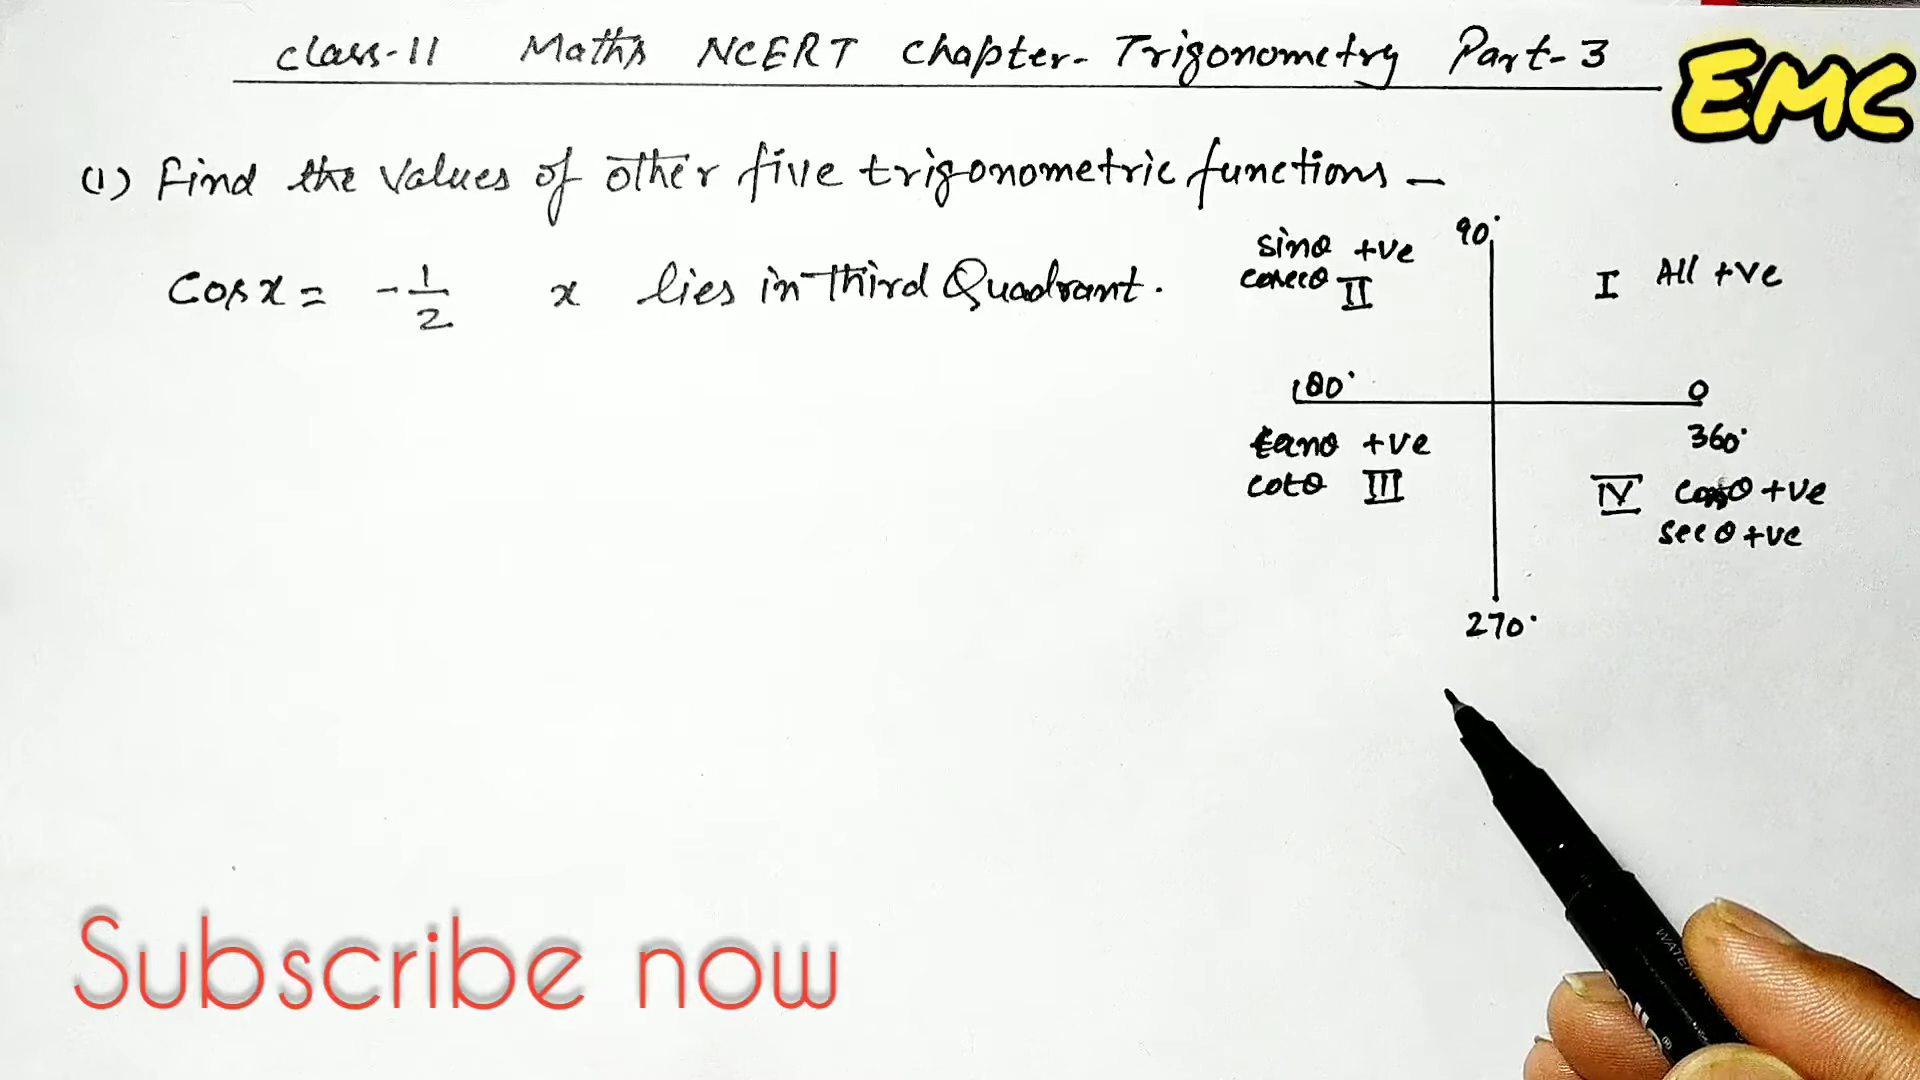 class-11 Maths NCERT Chapter- Trigonometry Part-3
EMC
(1) Find the values of other five trigonometric functions –
Cos x = -1/2 x lies in Third Quadrant.
90°
sinθ +ve
cosecθ II
I All +ve
180°
0
360°
tanθ +ve
cotθ III
IV cosθ +ve
secθ +ve
270°
Subscribe now